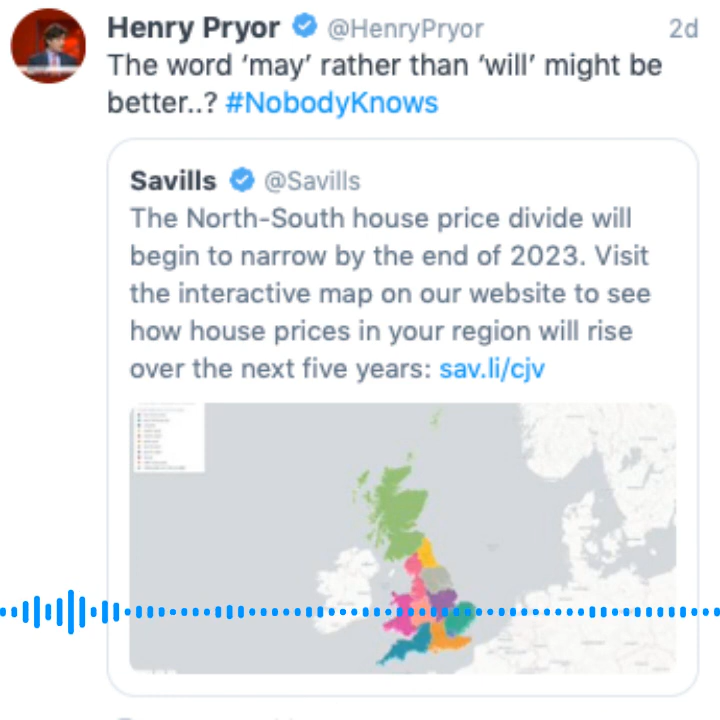 Henry Pryor @HenryPryor 2d
The word ‘may’ rather than ‘will’ might be
better..? #NobodyKnows
Savills @Savills
The North-South house price divide will
begin to narrow by the end of 2023. Visit
the interactive map on our website to see
how house prices in your region will rise
over the next five years: sav.li/cjv